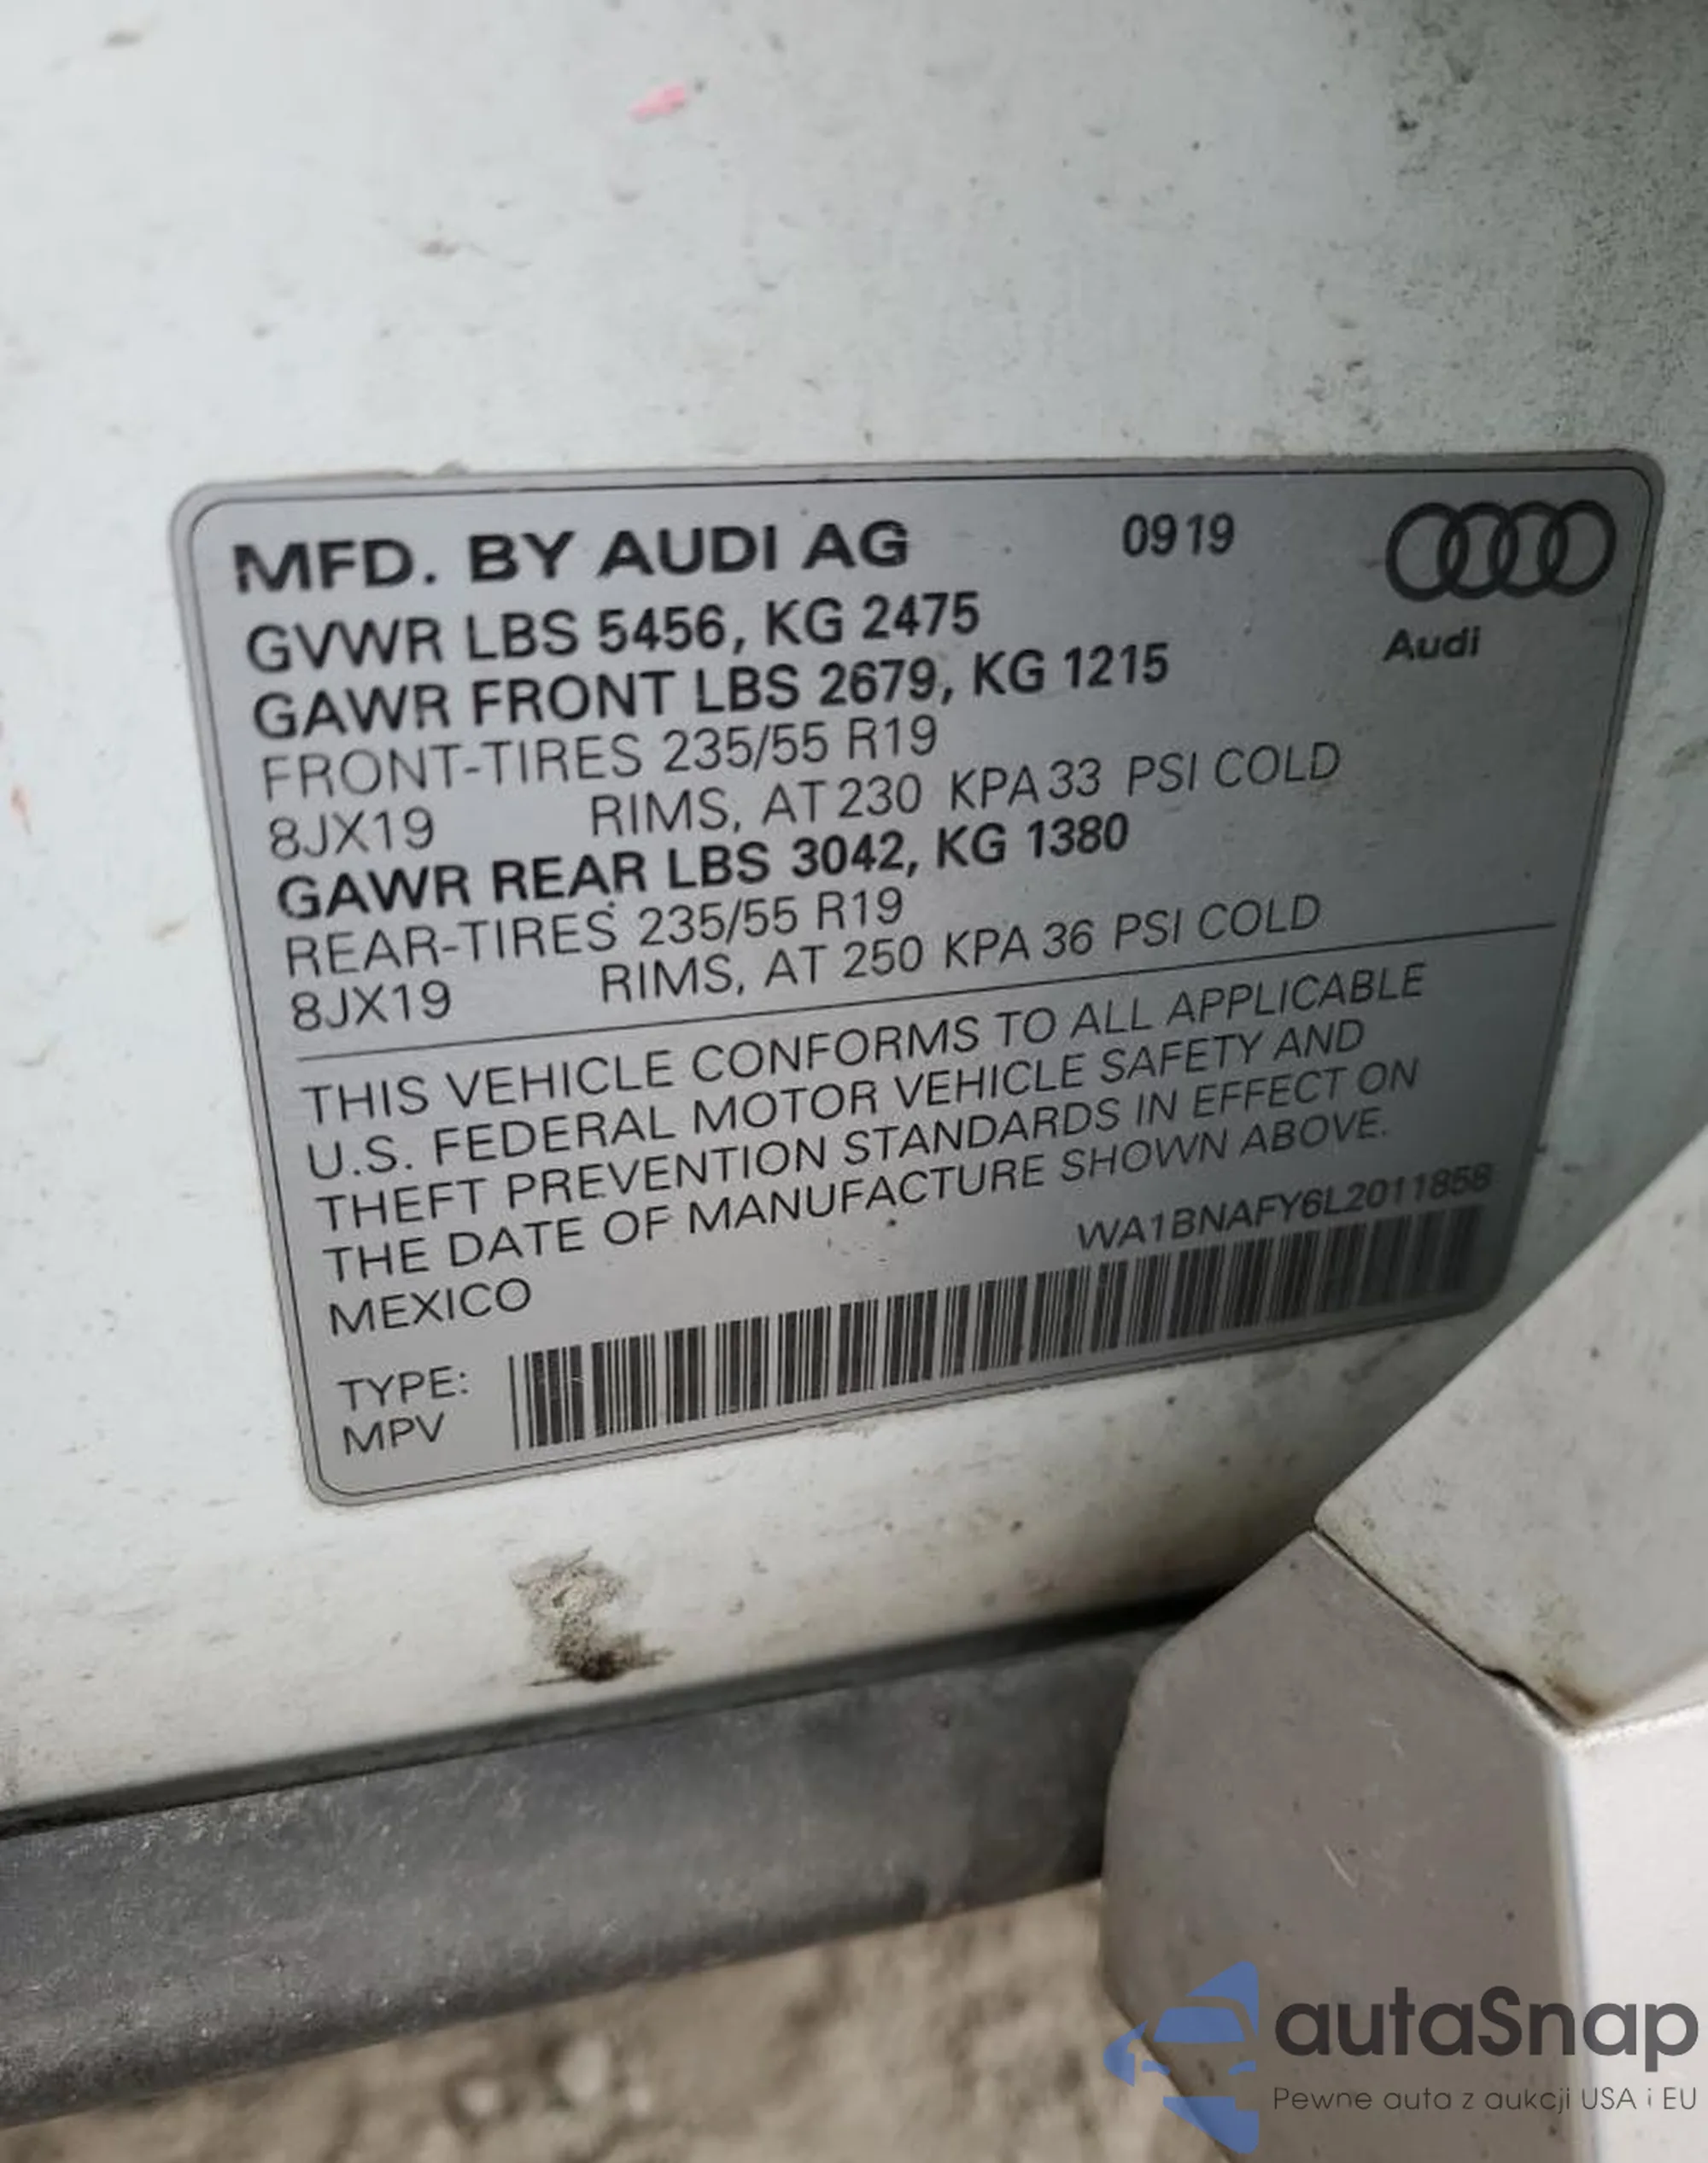 MFD. BY AUDI AG 0919
GVWR LBS 5456, KG 2475
Audi
GAWR FRONT LBS 2679, KG 1215
FRONT-TIRES 235/55 R19
8JX19 RIMS, AT 230 KPA 33 PSI COLD
GAWR REAR LBS 3042, KG 1380
REAR-TIRES 235/55 R19
8JX19 RIMS, AT 250 KPA 36 PSI COLD
THIS VEHICLE CONFORMS TO ALL APPLICABLE
U.S. FEDERAL MOTOR VEHICLE SAFETY AND
THEFT PREVENTION STANDARDS IN EFFECT ON
THE DATE OF MANUFACTURE SHOWN ABOVE.
MEXICO WA1BNAFY6L2011858
TYPE:
MPV
autaSnap
Pewne auta z aukcji USA i EU